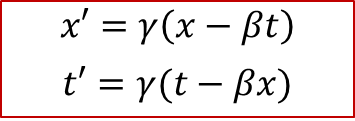 x′ = γ(x − βt)
t′ = γ(t − βx)